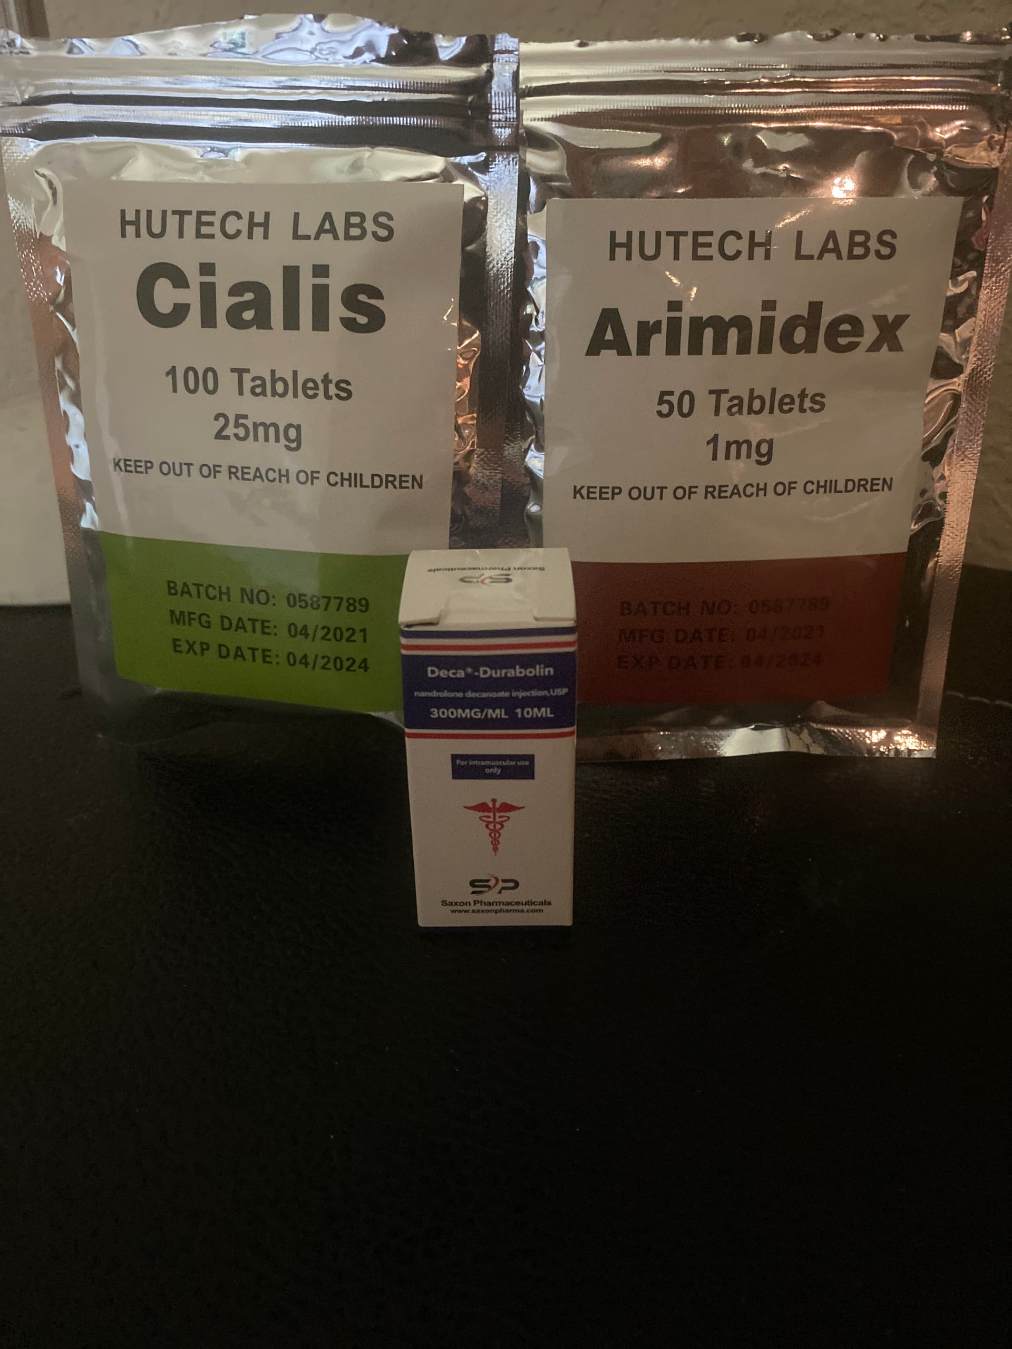 HUTECH LABS
Cialis
100 Tablets
25mg
KEEP OUT OF REACH OF CHILDREN
BATCH NO: 0587789
MFG DATE: 04/2021
EXP DATE: 04/2024
HUTECH LABS
Arimidex
50 Tablets
1mg
KEEP OUT OF REACH OF CHILDREN
BATCH NO: 0587789
MFG DATE: 04/2021
EXP DATE: 04/2024
SP
Saxon Pharmaceuticals
Deca®-Durabolin
nandrolone decanoate injection,USP
300MG/ML 10ML
For intramuscular use
only
SP
Saxon Pharmaceuticals
www.saxonpharma.com